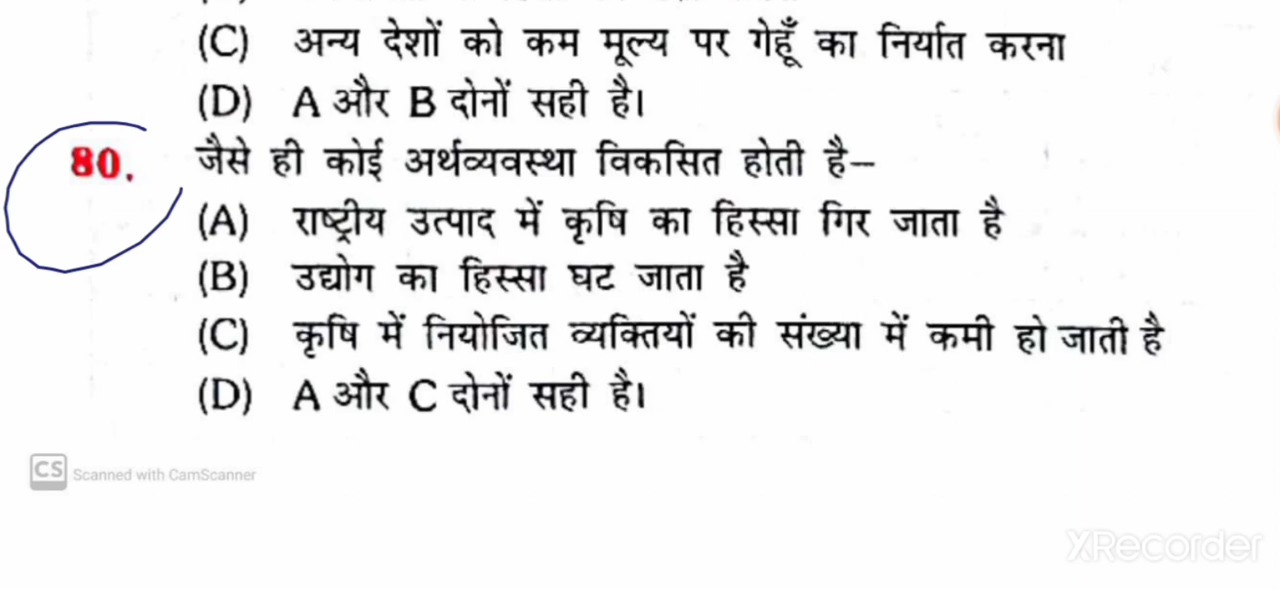 (C) अन्य देशों को कम मूल्य पर गेहूँ का निर्यात करना
(D) A और B दोनों सही है।
80. जैसे ही कोई अर्थव्यवस्था विकसित होती है–
(A) राष्ट्रीय उत्पाद में कृषि का हिस्सा गिर जाता है
(B) उद्योग का हिस्सा घट जाता है
(C) कृषि में नियोजित व्यक्तियों की संख्या में कमी हो जाती है
(D) A और C दोनों सही है।
CS Scanned with CamScanner
XRecorder